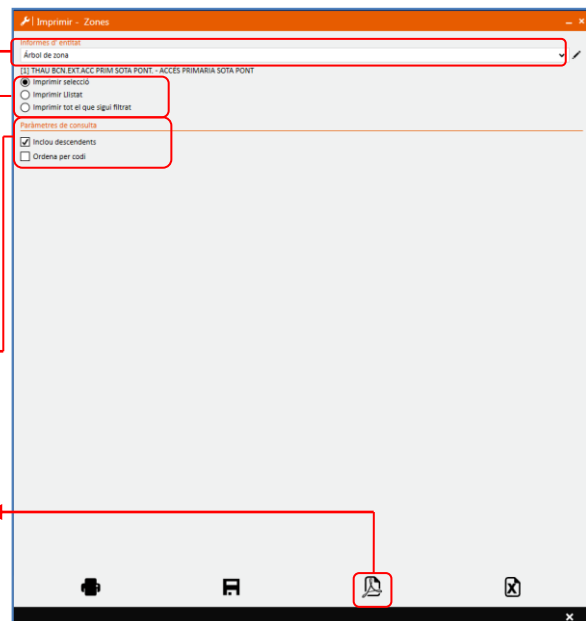 Imprimir - Zones
Informes d' entitat
Árbol de zona
[1] THAU BCN.EXT.ACC PRIM SOTA PONT. - ACCÉS PRIMARIA SOTA PONT
Imprimir selecció
Imprimir Llistat
Imprimir tot el que sigui filtrat
Paràmetres de consulta
Inclou descendents
Ordena per codi